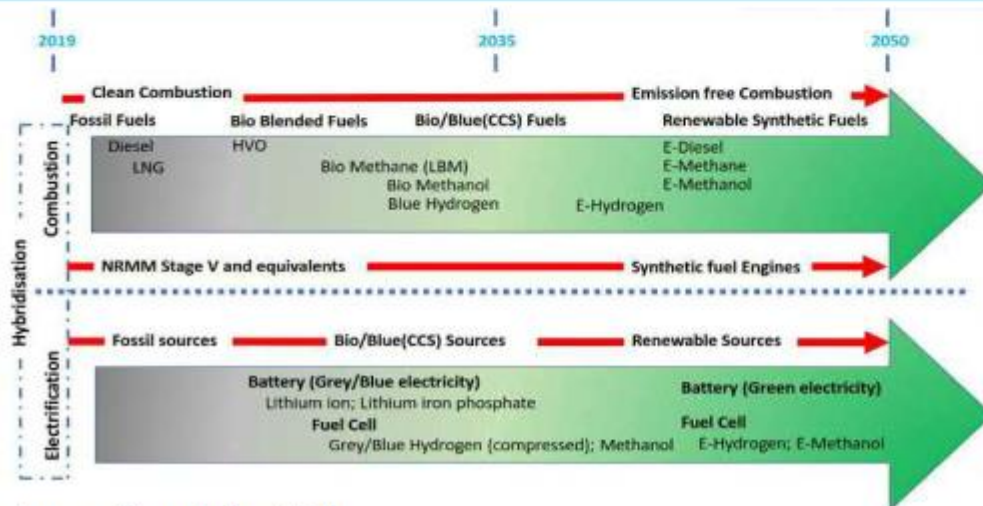 2019 2035 2050
Clean Combustion Emission free Combustion
Fossil Fuels Bio Blended Fuels Bio/Blue(CCS) Fuels Renewable Synthetic Fuels
Diesel HVO E-Diesel
LNG Bio Methane (LBM) E-Methane
Bio Methanol E-Methanol
Blue Hydrogen E-Hydrogen
Combustion
NRMM Stage V and equivalents Synthetic fuel Engines
Hybridisation
Fossil sources Bio/Blue(CCS) Sources Renewable Sources
Battery (Grey/Blue electricity) Battery (Green electricity)
Lithium ion; Lithium iron phosphate
Fuel Cell Fuel Cell
Grey/Blue Hydrogen (compressed); Methanol E-Hydrogen; E-Methanol
Electrification